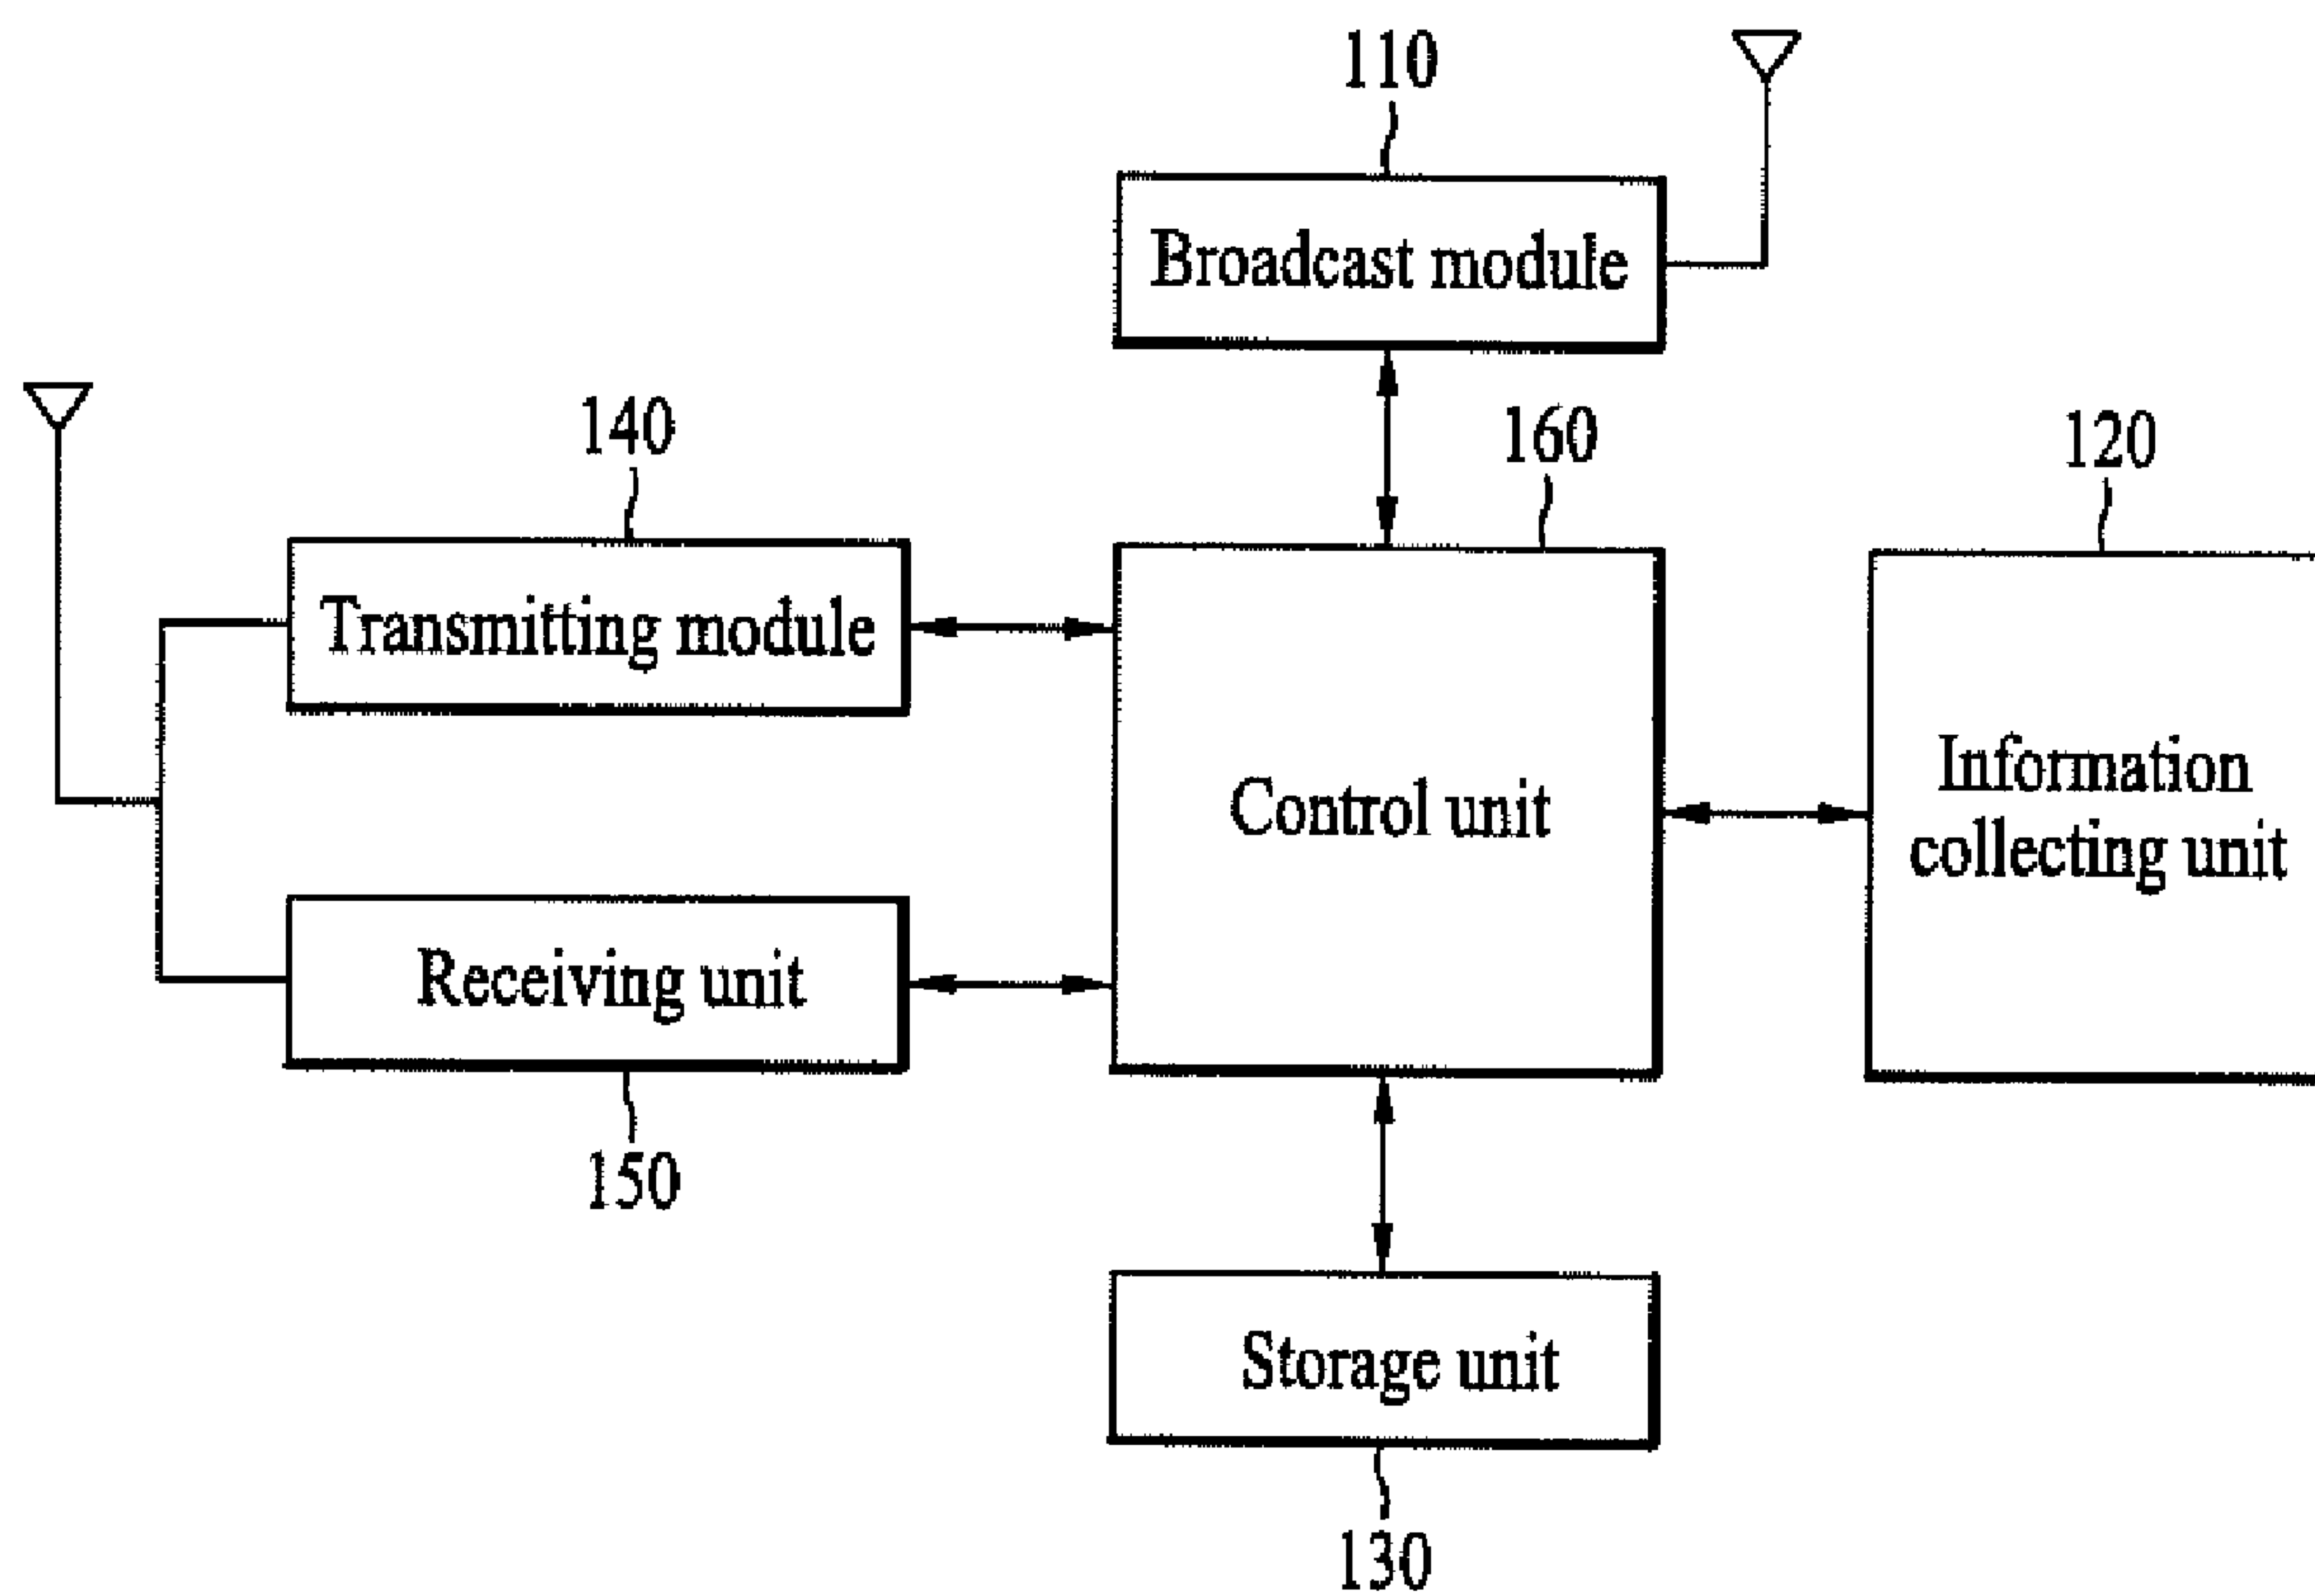 110
Broadcast module
140
160
120
Transmitting module
Information
collecting unit
Control unit
Receiving unit
150
Storage unit
130